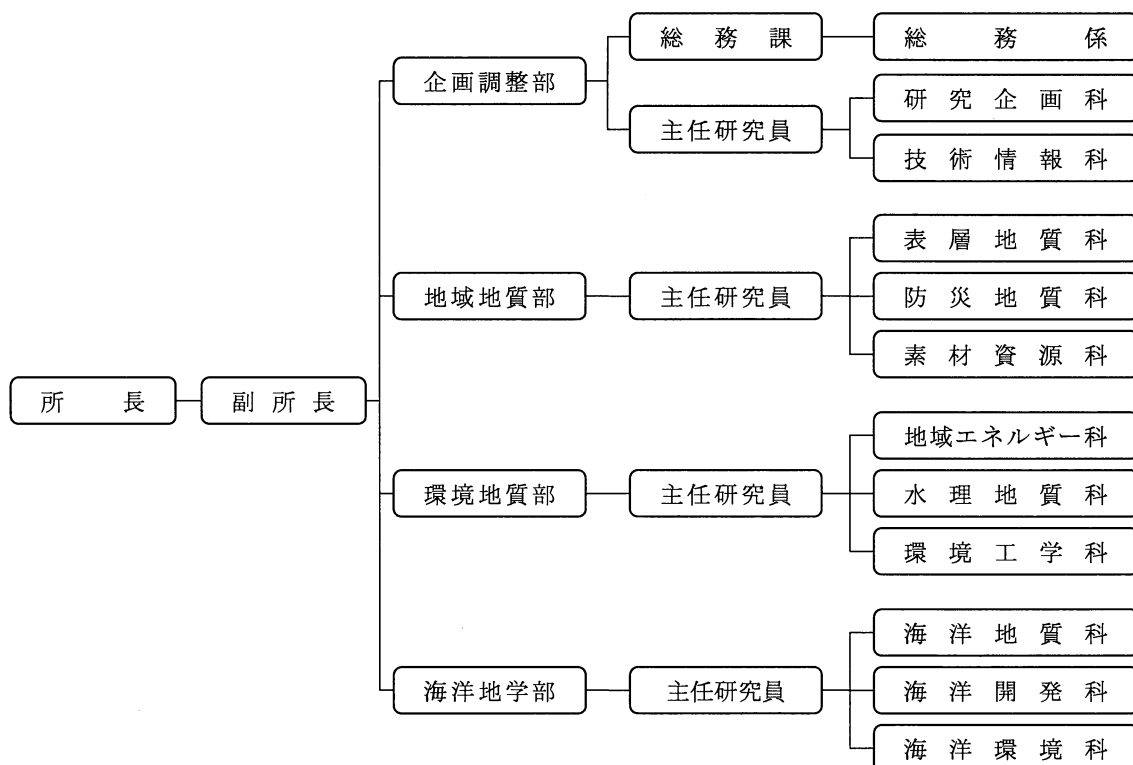 総務課
総務係
企画調整部
研究企画科
主任研究員
技術情報科
表層地質科
地域地質部
主任研究員
防災地質科
素材資源科
所長
副所長
地域エネルギー科
環境地質部
主任研究員
水理地質科
環境工学科
海洋地質科
海洋地学部
主任研究員
海洋開発科
海洋環境科